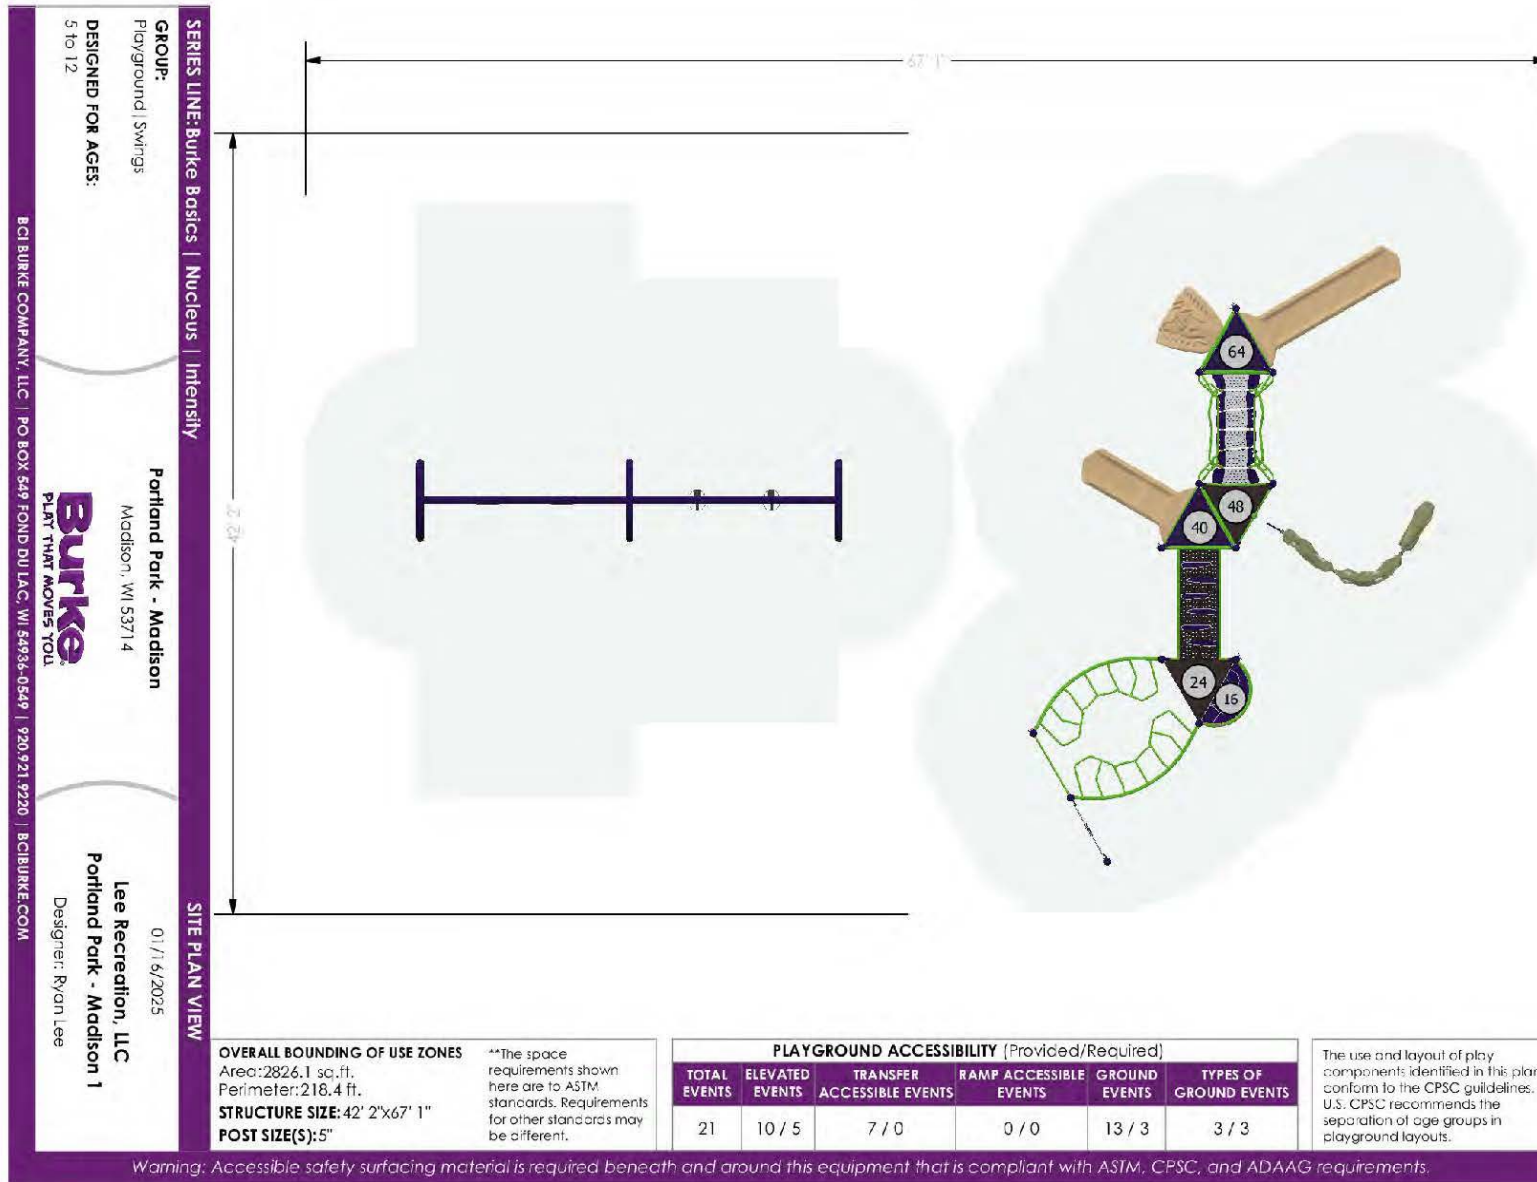 SERIES LINE: Burke Basics | Nucleus | Intensity
SITE PLAN VIEW
GROUP:
Playground | Swings
DESIGNED FOR AGES:
5 to 12
Portland Park - Madison
Madison, WI 53714
Burke
PLAY THAT MOVES YOU.
01/16/2025
Lee Recreation, LLC
Portland Park - Madison 1
Designer: Ryan Lee
BCI BURKE COMPANY, LLC | PO BOX 549 FOND DU LAC, WI 54936-0549 | 920.921.9220 | BCIBURKE.COM
67' 1"
42' 2"
64
48
40
24
16
OVERALL BOUNDING OF USE ZONES
Area:2826.1 sq.ft.
Perimeter:218.4 ft.
STRUCTURE SIZE: 42' 2"x67' 1"
POST SIZE(S):5"
**The space
requirements shown
here are to ASTM
standards. Requirements
for other standards may
be different.
PLAYGROUND ACCESSIBILITY (Provided/Required)
TOTAL EVENTS ELEVATED EVENTS TRANSFER ACCESSIBLE EVENTS RAMP ACCESSIBLE EVENTS GROUND EVENTS TYPES OF GROUND EVENTS
21 10 / 5 7 / 0 0 / 0 13 / 3 3 / 3
The use and layout of play
components identified in this plan
conform to the CPSC guildelines.
U.S. CPSC recommends the
separation of age groups in
playground layouts.
Warning: Accessible safety surfacing material is required beneath and around this equipment that is compliant with ASTM, CPSC, and ADAAG requirements.